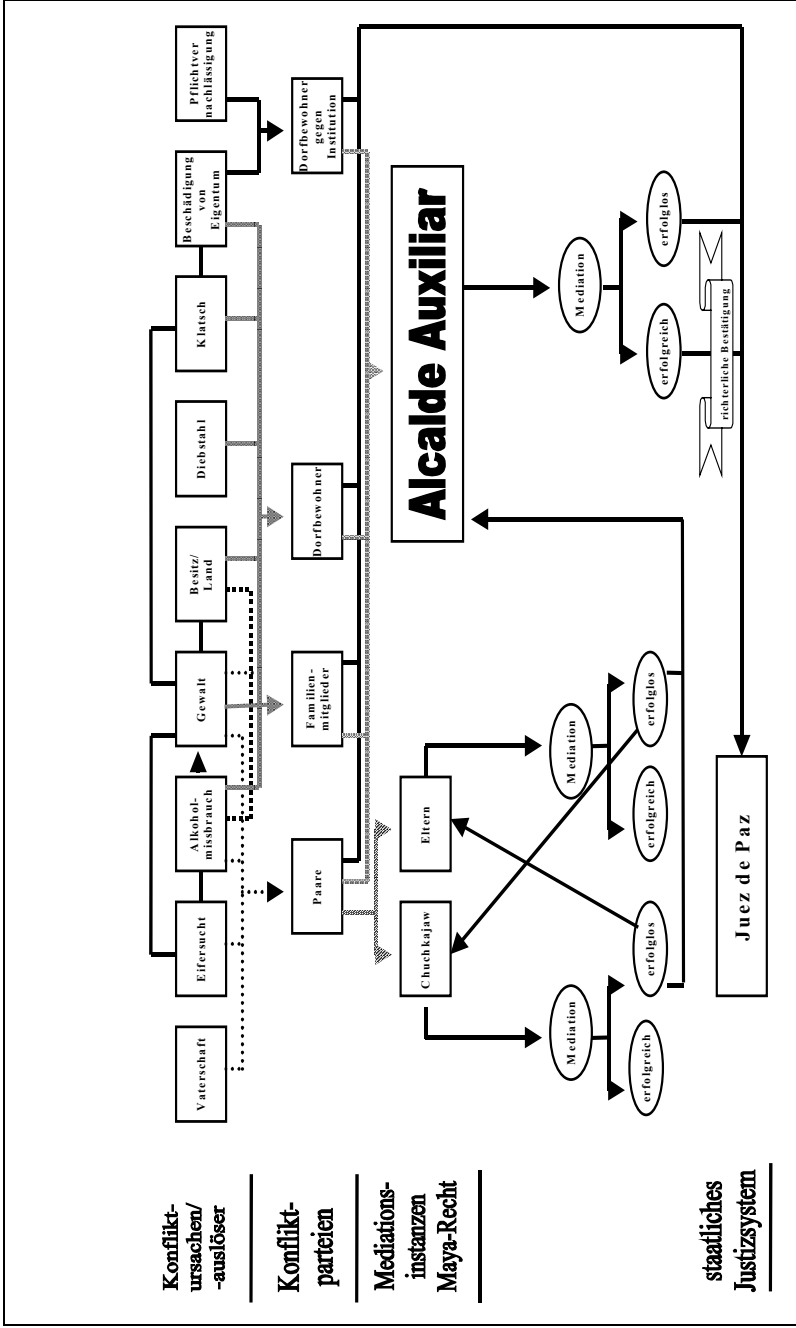 Konflikt-
ursachen/
-auslöser
Vaterschaft
Eifersucht
Alkohol-
missbrauch
Gewalt
Besitz/
Land
Diebstahl
Klatsch
Beschädigung
von
Eigentum
Pflichtver
nachlässigung
Konflikt-
parteien
Paare
Familien-
mitglieder
Dorfbewohner
Dorfbewohner
gegen
Institution
Mediations-
instanzen
Maya-Recht
Chuchkajaw
Eltern
Alcalde Auxiliar
Mediation
Mediation
Mediation
erfolgreich
erfolglos
erfolgreich
erfolglos
erfolgreich
erfolglos
richterliche Bestätigung
staatliches
Justizsystem
Juez de Paz